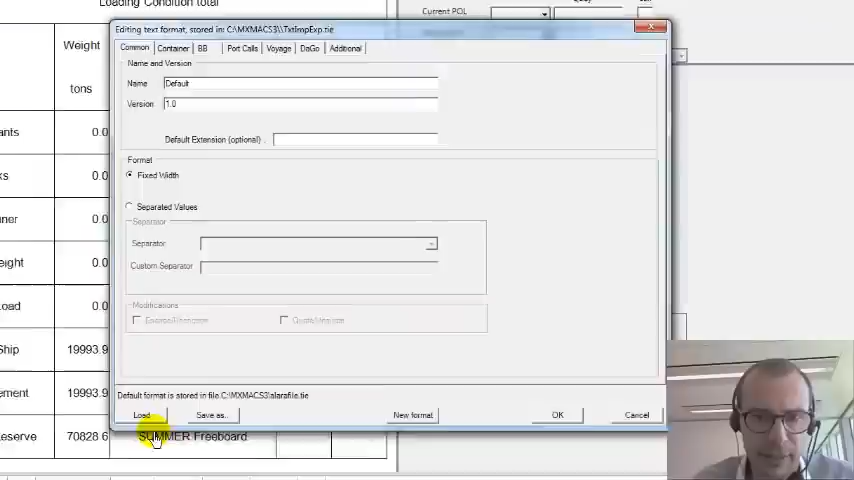 Loading Condition total
Current POL
Editing text format, stored in: C:\MXMACS3\\TxtImpExp.tie
Common Container BB Port Calls Voyage DaGo Additional
Weight
tons
Name and Version
Name Default
Version 1.0
Default Extension (optional) .
ants 0.0
Format
Fixed Width
ks 0.0
Separated Values
ner 0.0
Separator
Separator
eight 0.0
Custom Separator
oad 0.0
Modifications
Ship 19993.9
ement 19993.9
Default format is stored in file.C:\MXMACS3\alarafile.tie
Load Save as.. New format OK Cancel
eserve 70828.6 SUMMER Freeboard